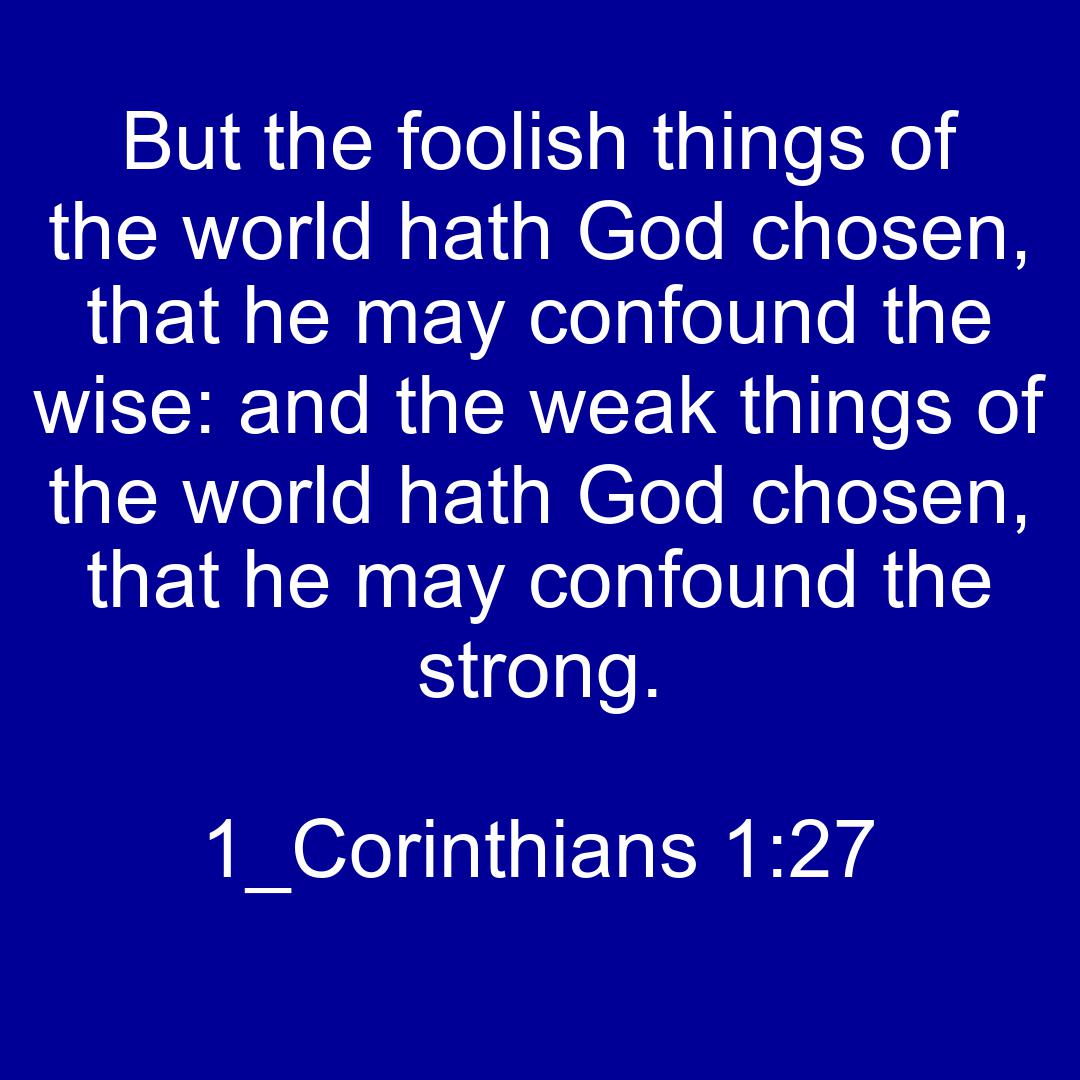 But the foolish things of
the world hath God chosen,
that he may confound the
wise: and the weak things of
the world hath God chosen,
that he may confound the
strong.
1_Corinthians 1:27